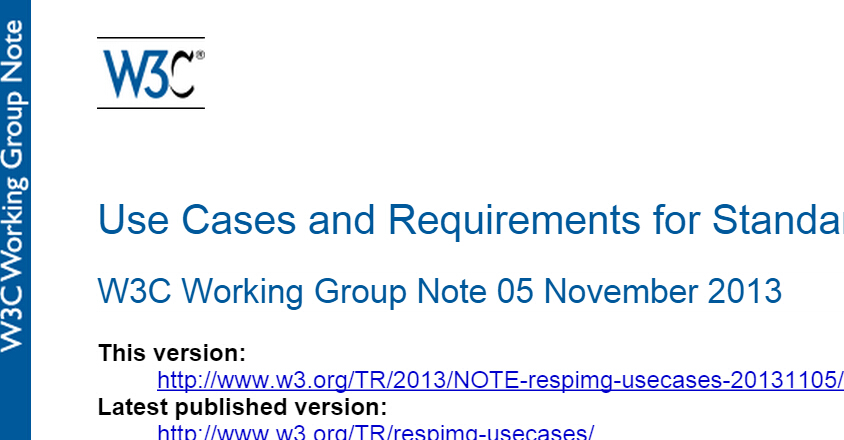 W3C Working Group Note
W3C®
Use Cases and Requirements for Standa
W3C Working Group Note 05 November 2013
This version:
http://www.w3.org/TR/2013/NOTE-respimg-usecases-20131105/
Latest published version:
http://www.w3.org/TR/respimg-usecases/